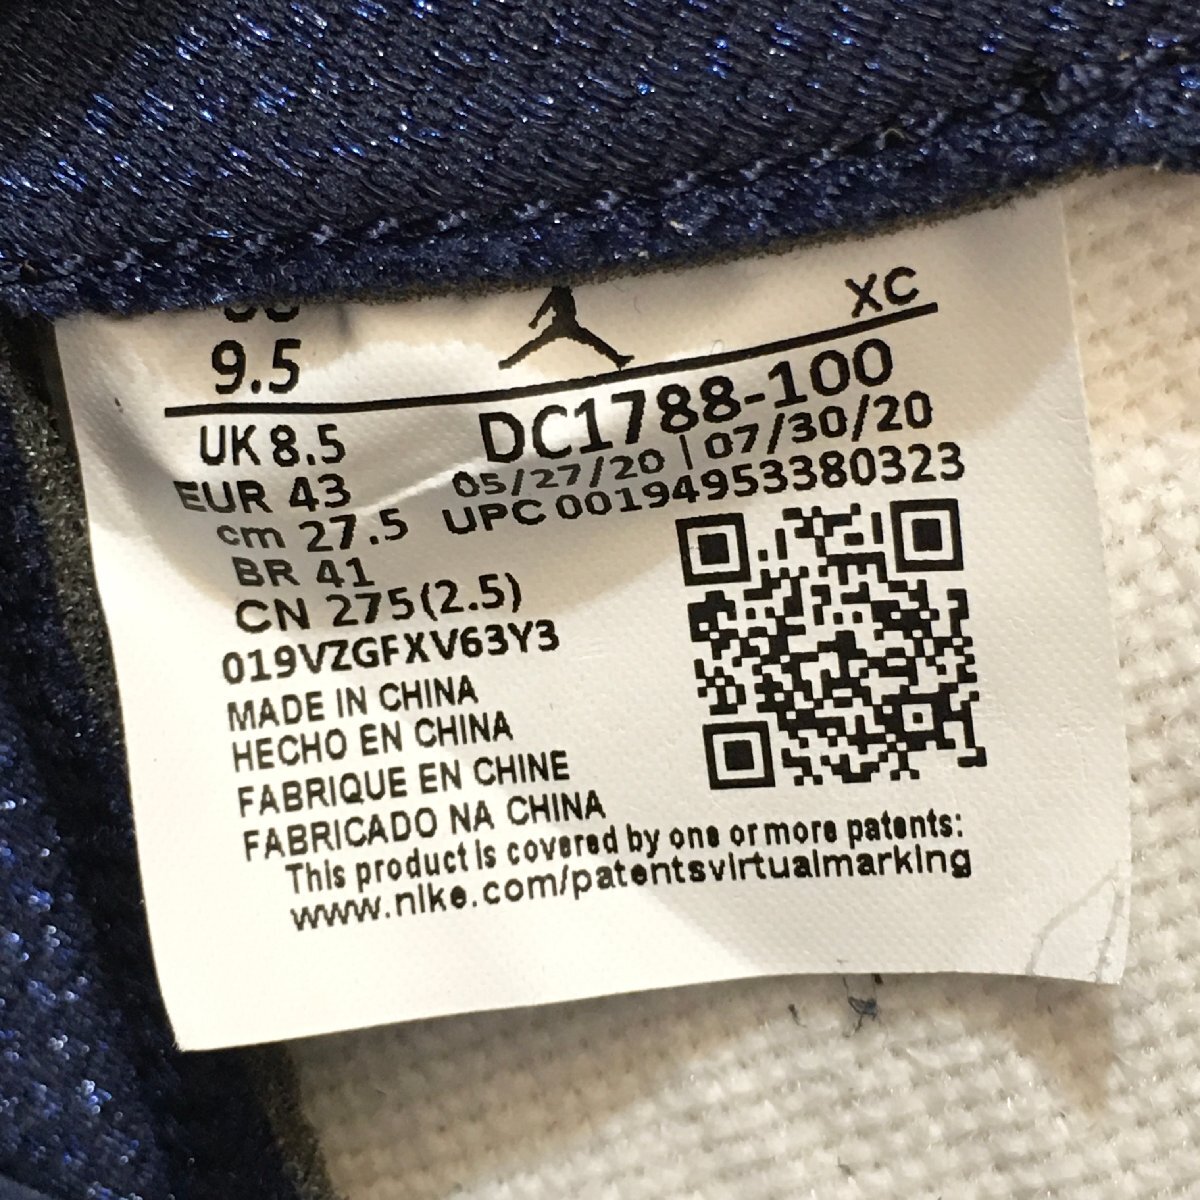 9.5
XC
UK 8.5
DC1788-100
EUR 43
05/27/20 | 07/30/20
cm 27.5
UPC 00194953380323
BR 41
CN 275(2.5)
019VZGFXV63Y3
MADE IN CHINA
HECHO EN CHINA
FABRIQUE EN CHINE
FABRICADO NA CHINA
This product is covered by one or more patents:
www.nike.com/patentsvirtualmarking